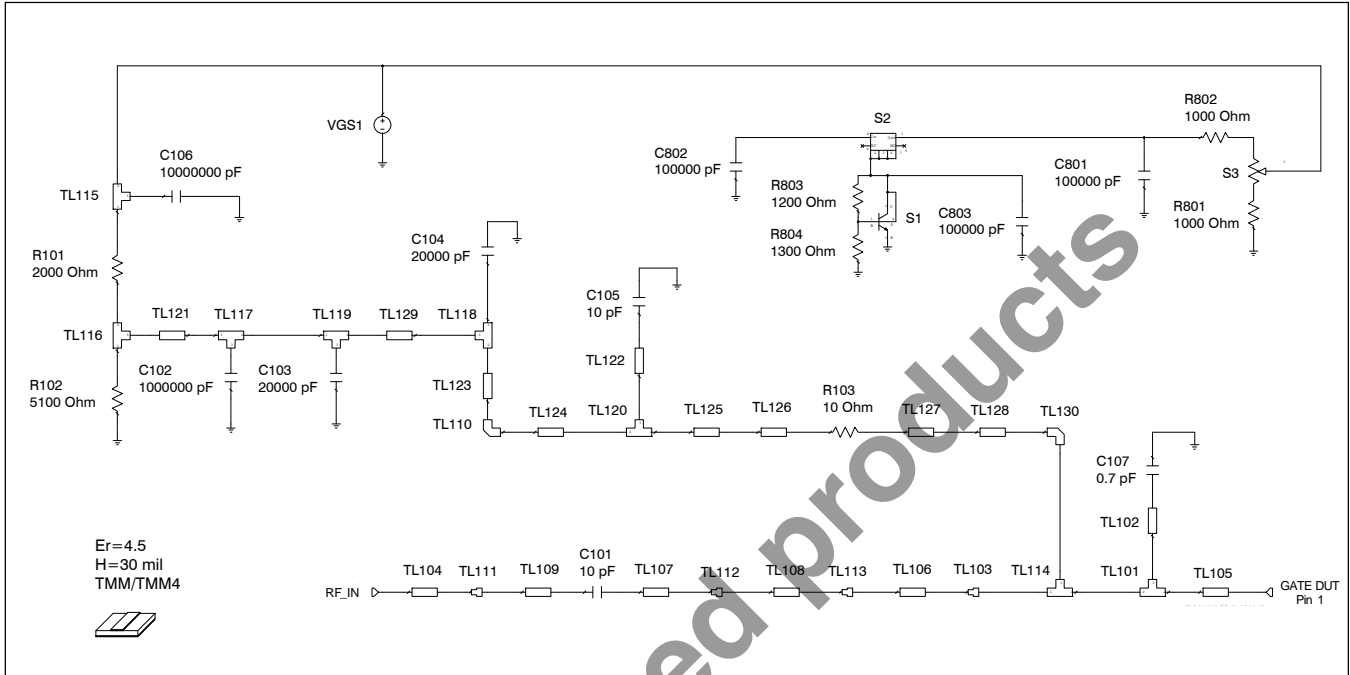 VGS1
S2
R802
1000 Ohm
C106
10000000 pF
C802
100000 pF
C801
100000 pF
S3
TL115
R803
1200 Ohm
S1
C803
100000 pF
R801
1000 Ohm
R804
1300 Ohm
C104
20000 pF
R101
2000 Ohm
C105
10 pF
TL121
TL117
TL119
TL129
TL118
TL116
TL122
C102
1000000 pF
C103
20000 pF
R102
5100 Ohm
TL123
R103
10 Ohm
TL110
TL124
TL120
TL125
TL126
TL127
TL128
TL130
C107
0.7 pF
TL102
Er=4.5
H=30 mil
TMM/TMM4
RF_IN
TL104
TL111
TL109
C101
10 pF
TL107
TL112
TL108
TL113
TL106
TL103
TL114
TL101
TL105
GATE DUT
Pin 1
ed products